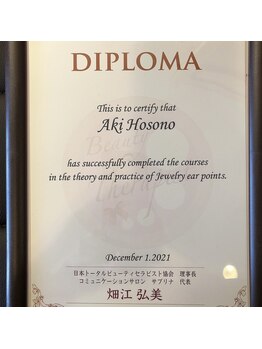 DIPLOMA
This is to certify that
Aki Hosono
has successfully completed the courses
in the theory and practice of Jewelry ear points.
December 1.2021
日本トータルビューティセラピスト協会 理事長
コミュニケーションサロン サブリナ 代表
畑江 弘美